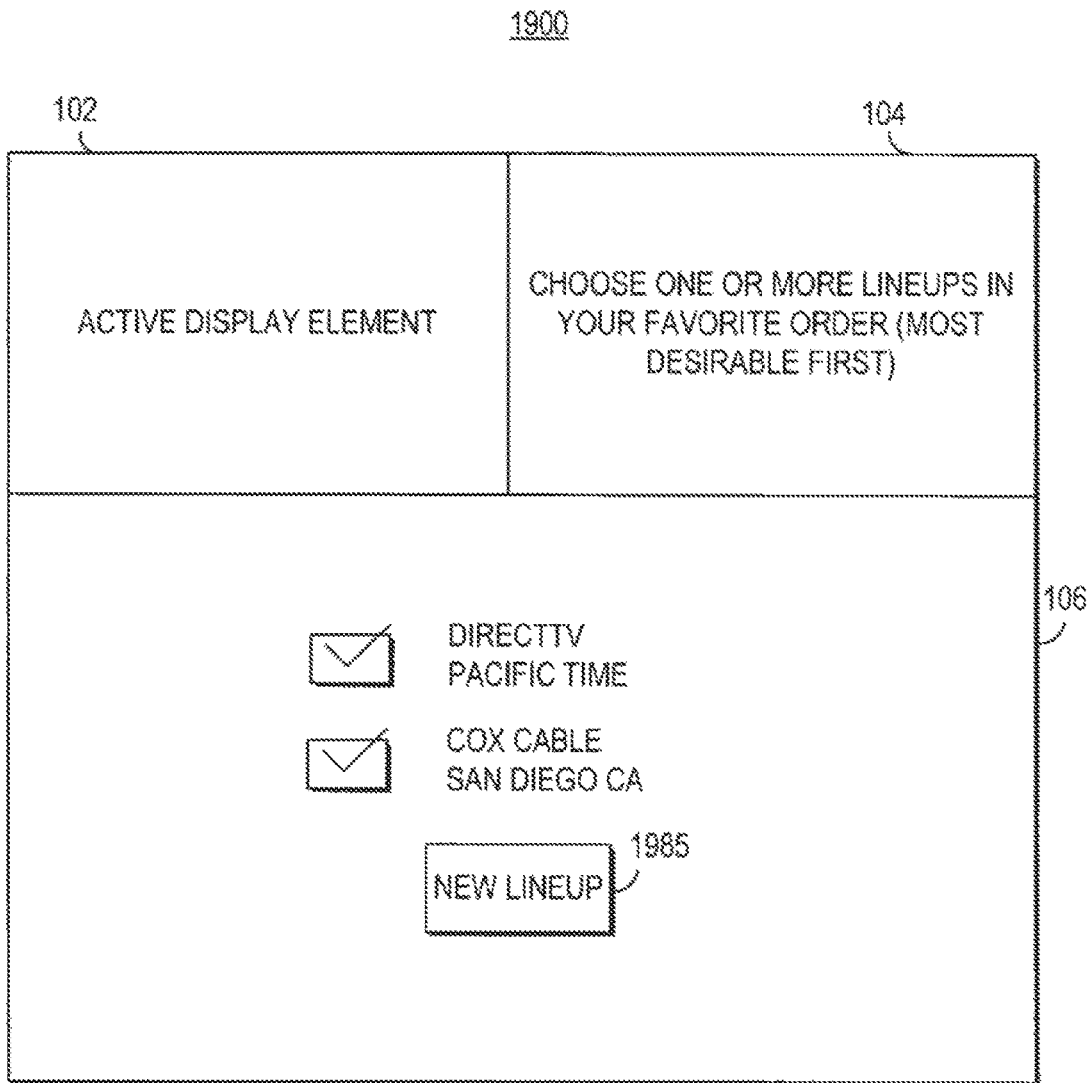 1900
102
104
ACTIVE DISPLAY ELEMENT
CHOOSE ONE OR MORE LINEUPS IN
YOUR FAVORITE ORDER (MOST
DESIRABLE FIRST)
106
DIRECTTV
PACIFIC TIME
COX CABLE
SAN DIEGO CA
1985
NEW LINEUP